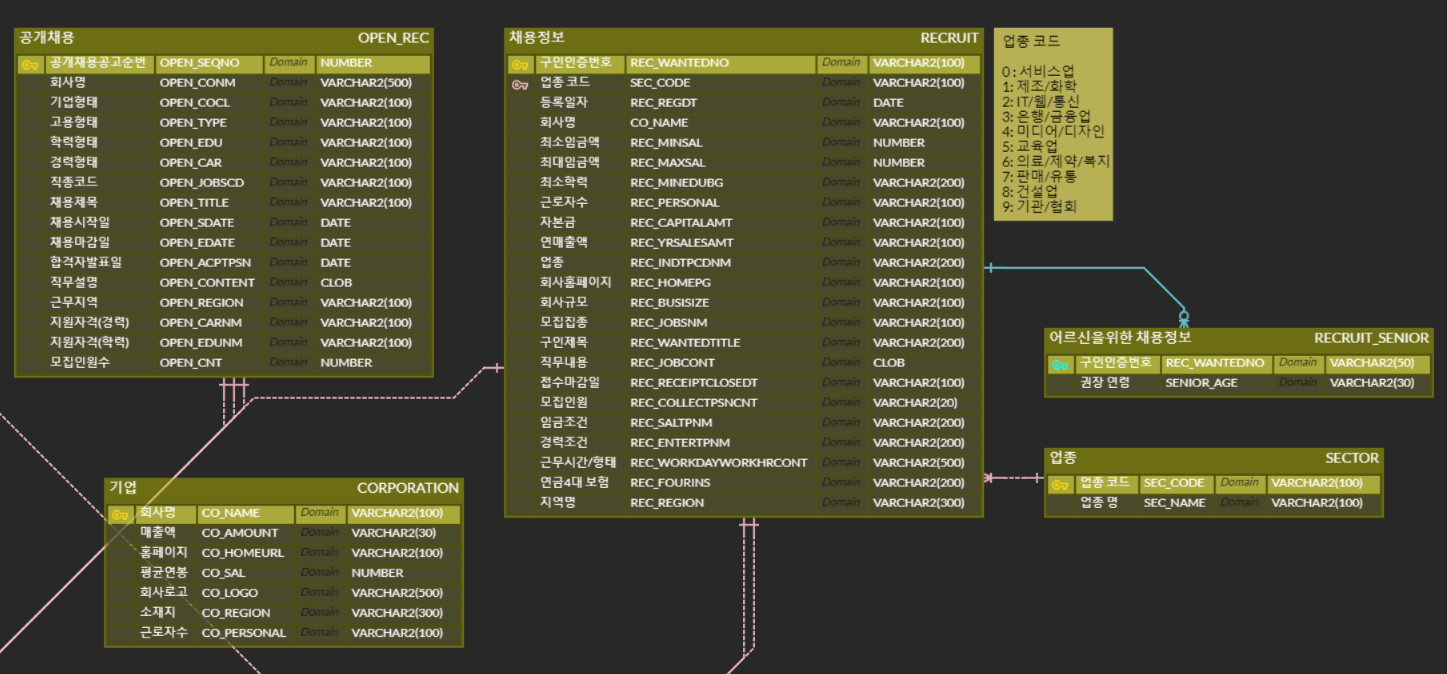 공개채용 OPEN_REC
공개채용공고순번 OPEN_SEQNO Domain NUMBER
회사명 OPEN_CONM Domain VARCHAR2(500)
기업형태 OPEN_COCL Domain VARCHAR2(100)
고용형태 OPEN_TYPE Domain VARCHAR2(100)
학력형태 OPEN_EDU Domain VARCHAR2(100)
경력형태 OPEN_CAR Domain VARCHAR2(100)
직종코드 OPEN_JOBSCD Domain VARCHAR2(100)
채용제목 OPEN_TITLE Domain VARCHAR2(100)
채용시작일 OPEN_SDATE Domain DATE
채용마감일 OPEN_EDATE Domain DATE
합격자발표일 OPEN_ACPTPSN Domain DATE
직무설명 OPEN_CONTENT Domain CLOB
근무지역 OPEN_REGION Domain VARCHAR2(100)
지원자격(경력) OPEN_CARNM Domain VARCHAR2(100)
지원자격(학력) OPEN_EDUNM Domain VARCHAR2(100)
모집인원수 OPEN_CNT Domain NUMBER
채용정보 RECRUIT
구인인증번호 REC_WANTEDNO Domain VARCHAR2(100)
업종 코드 SEC_CODE Domain VARCHAR2(100)
등록일자 REC_REGDT Domain DATE
회사명 CO_NAME Domain VARCHAR2(100)
최소임금액 REC_MINSAL Domain NUMBER
최대임금액 REC_MAXSAL Domain NUMBER
최소학력 REC_MINEDUBG Domain VARCHAR2(200)
근로자수 REC_PERSONAL Domain VARCHAR2(100)
자본금 REC_CAPITALAMT Domain VARCHAR2(100)
연매출액 REC_YRSALESAMT Domain VARCHAR2(100)
업종 REC_INDTPCDNM Domain VARCHAR2(200)
회사홈페이지 REC_HOMEPG Domain VARCHAR2(100)
회사규모 REC_BUSISIZE Domain VARCHAR2(100)
모집집종 REC_JOBSNM Domain VARCHAR2(100)
구인제목 REC_WANTEDTITLE Domain VARCHAR2(200)
직무내용 REC_JOBCONT Domain CLOB
접수마감일 REC_RECEIPTCLOSEDT Domain VARCHAR2(100)
모집인원 REC_COLLECTPSNCNT Domain VARCHAR2(20)
임금조건 REC_SALTPNM Domain VARCHAR2(200)
경력조건 REC_ENTERTPNM Domain VARCHAR2(200)
근무시간/형태 REC_WORKDAYWORKHRCONT Domain VARCHAR2(500)
연금4대 보험 REC_FOURINS Domain VARCHAR2(200)
지역명 REC_REGION Domain VARCHAR2(300)
업종 코드
0 : 서비스업
1: 제조/화학
2: IT/웹/통신
3: 은행/금융업
4: 미디어/디자인
5: 교육업
6: 의료/제약/복지
7: 판매/유통
8: 건설업
9: 기관/협회
어르신을위한 채용정보 RECRUIT_SENIOR
구인인증번호 REC_WANTEDNO Domain VARCHAR2(50)
권장 연령 SENIOR_AGE Domain VARCHAR2(30)
업종 SECTOR
업종 코드 SEC_CODE Domain VARCHAR2(100)
업종 명 SEC_NAME Domain VARCHAR2(100)
기업 CORPORATION
회사명 CO_NAME Domain VARCHAR2(100)
매출액 CO_AMOUNT Domain VARCHAR2(30)
홈페이지 CO_HOMEURL Domain VARCHAR2(100)
평균연봉 CO_SAL Domain NUMBER
회사로고 CO_LOGO Domain VARCHAR2(500)
소재지 CO_REGION Domain VARCHAR2(300)
근로자수 CO_PERSONAL Domain VARCHAR2(100)